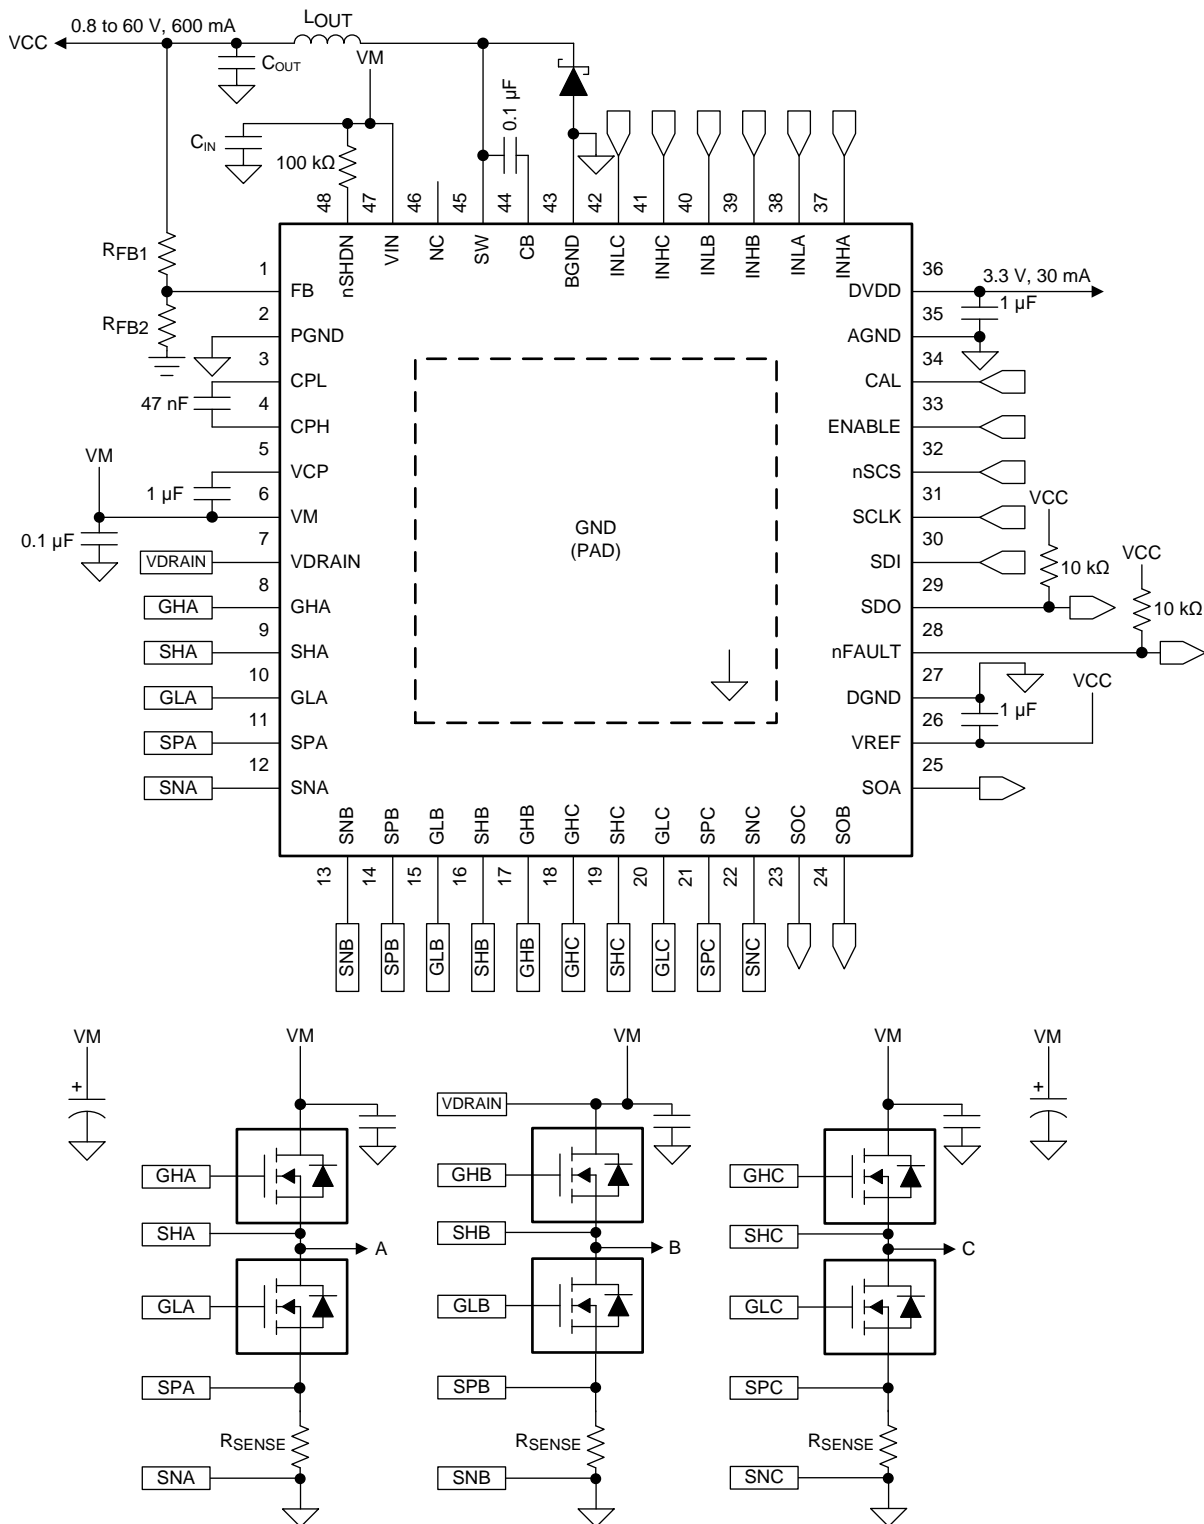 VCC
0.8 to 60 V, 600 mA
LOUT
VM
COUT
0.1 µF
CIN
100 kΩ
48
47
46
45
44
43
42
41
40
39
38
37
nSHDN
VIN
NC
SW
CB
BGND
INLC
INHC
INLB
INHB
INLA
INHA
RFB1
RFB2
1
FB
2
PGND
3
CPL
47 nF
4
CPH
5
VCP
VM
1 µF
6
VM
0.1 µF
7
VDRAIN
VDRAIN
8
GHA
GHA
9
SHA
SHA
10
GLA
GLA
11
SPA
SPA
12
SNA
SNA
GND
(PAD)
36
DVDD
3.3 V, 30 mA
1 µF
35
AGND
34
CAL
33
ENABLE
32
nSCS
31
SCLK
VCC
30
SDI
10 kΩ
VCC
29
SDO
10 kΩ
28
nFAULT
27
DGND
VCC
1 µF
26
VREF
25
SOA
SNB
SPB
GLB
SHB
GHB
GHC
SHC
GLC
SPC
SNC
SOC
SOB
13
14
15
16
17
18
19
20
21
22
23
24
SNB
SPB
GLB
SHB
GHB
GHC
SHC
GLC
SPC
SNC
VM
+
VM
GHA
SHA
A
GLA
SPA
RSENSE
SNA
VM
VDRAIN
GHB
SHB
B
GLB
SPB
RSENSE
SNB
VM
GHC
SHC
C
GLC
SPC
RSENSE
SNC
VM
+